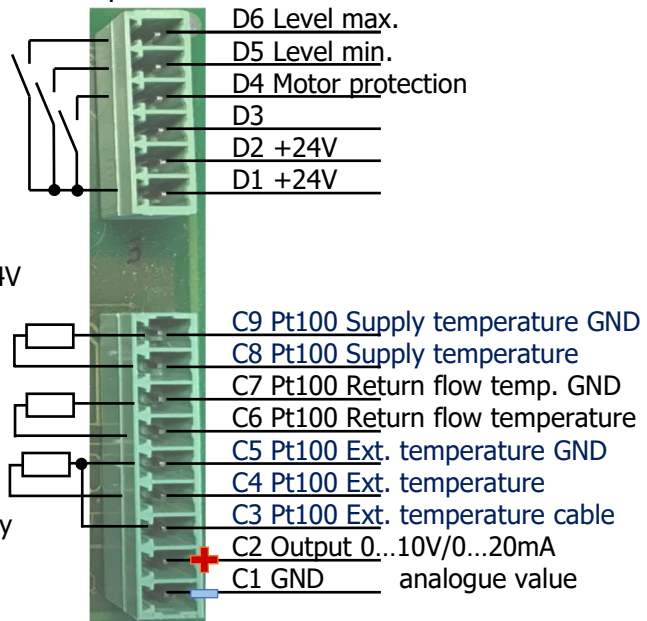 D6 Level max.
D5 Level min.
D4 Motor protection
D3
D2 +24V
D1 +24V
4V
C9 Pt100 Supply temperature GND
C8 Pt100 Supply temperature
C7 Pt100 Return flow temp. GND
C6 Pt100 Return flow temperature
C5 Pt100 Ext. temperature GND
C4 Pt100 Ext. temperature
C3 Pt100 Ext. temperature cable
y
C2 Output 0…10V/0…20mA
C1 GND analogue value